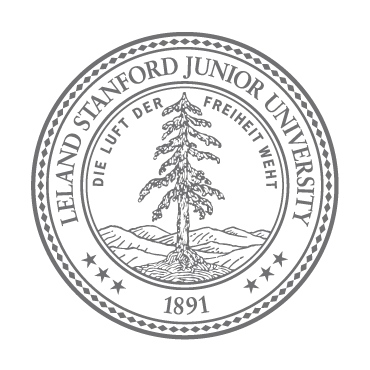 LELAND STANFORD JUNIOR UNIVERSITY
DIE LUFT DER FREIHEIT WEHT
1891